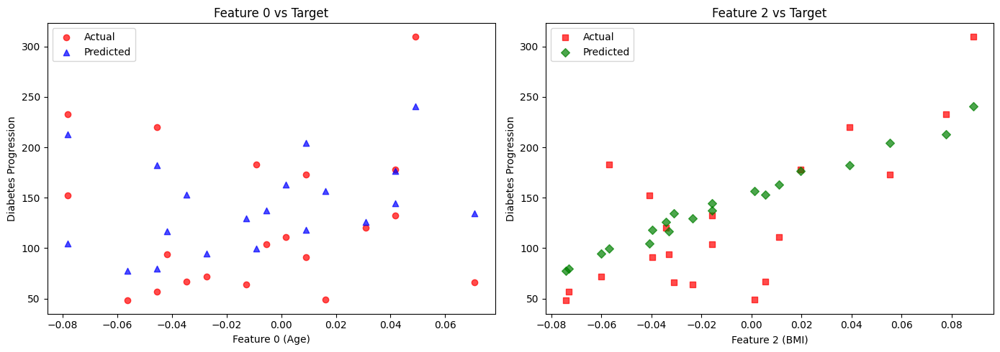 Feature 0 vs Target
Actual
Predicted
300
250
200
150
100
50
Diabetes Progression
−0.08
−0.06
−0.04
−0.02
0.00
0.02
0.04
0.06
Feature 0 (Age)
Feature 2 vs Target
Actual
Predicted
300
250
200
150
100
50
Diabetes Progression
−0.08
−0.06
−0.04
−0.02
0.00
0.02
0.04
0.06
0.08
Feature 2 (BMI)